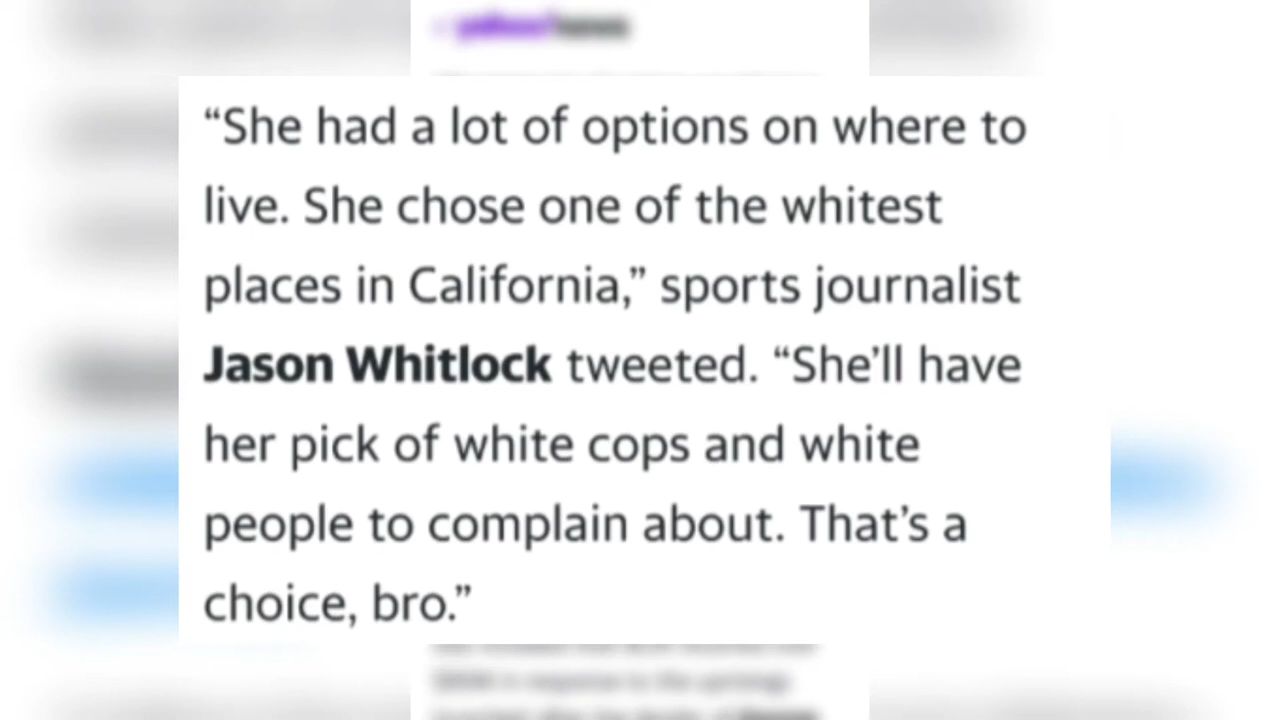 yahoo!news
“She had a lot of options on where to
live. She chose one of the whitest
places in California,” sports journalist
Jason Whitlock tweeted. “She’ll have
her pick of white cops and white
people to complain about. That’s a
choice, bro.”